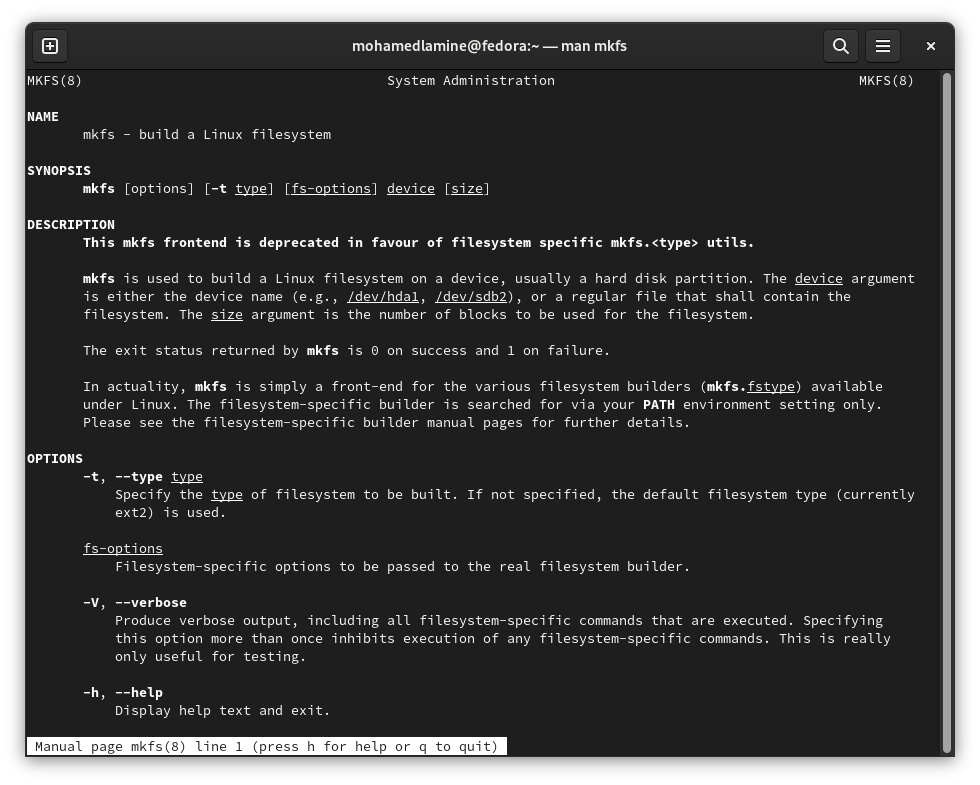 mohamedlamine@fedora:~ — man mkfs
MKFS(8) System Administration MKFS(8)
NAME
mkfs - build a Linux filesystem
SYNOPSIS
mkfs [options] [-t type] [fs-options] device [size]
DESCRIPTION
This mkfs frontend is deprecated in favour of filesystem specific mkfs.<type> utils.
mkfs is used to build a Linux filesystem on a device, usually a hard disk partition. The device argument
is either the device name (e.g., /dev/hda1, /dev/sdb2), or a regular file that shall contain the
filesystem. The size argument is the number of blocks to be used for the filesystem.
The exit status returned by mkfs is 0 on success and 1 on failure.
In actuality, mkfs is simply a front-end for the various filesystem builders (mkfs.fstype) available
under Linux. The filesystem-specific builder is searched for via your PATH environment setting only.
Please see the filesystem-specific builder manual pages for further details.
OPTIONS
-t, --type type
Specify the type of filesystem to be built. If not specified, the default filesystem type (currently
ext2) is used.
fs-options
Filesystem-specific options to be passed to the real filesystem builder.
-V, --verbose
Produce verbose output, including all filesystem-specific commands that are executed. Specifying
this option more than once inhibits execution of any filesystem-specific commands. This is really
only useful for testing.
-h, --help
Display help text and exit.
Manual page mkfs(8) line 1 (press h for help or q to quit)